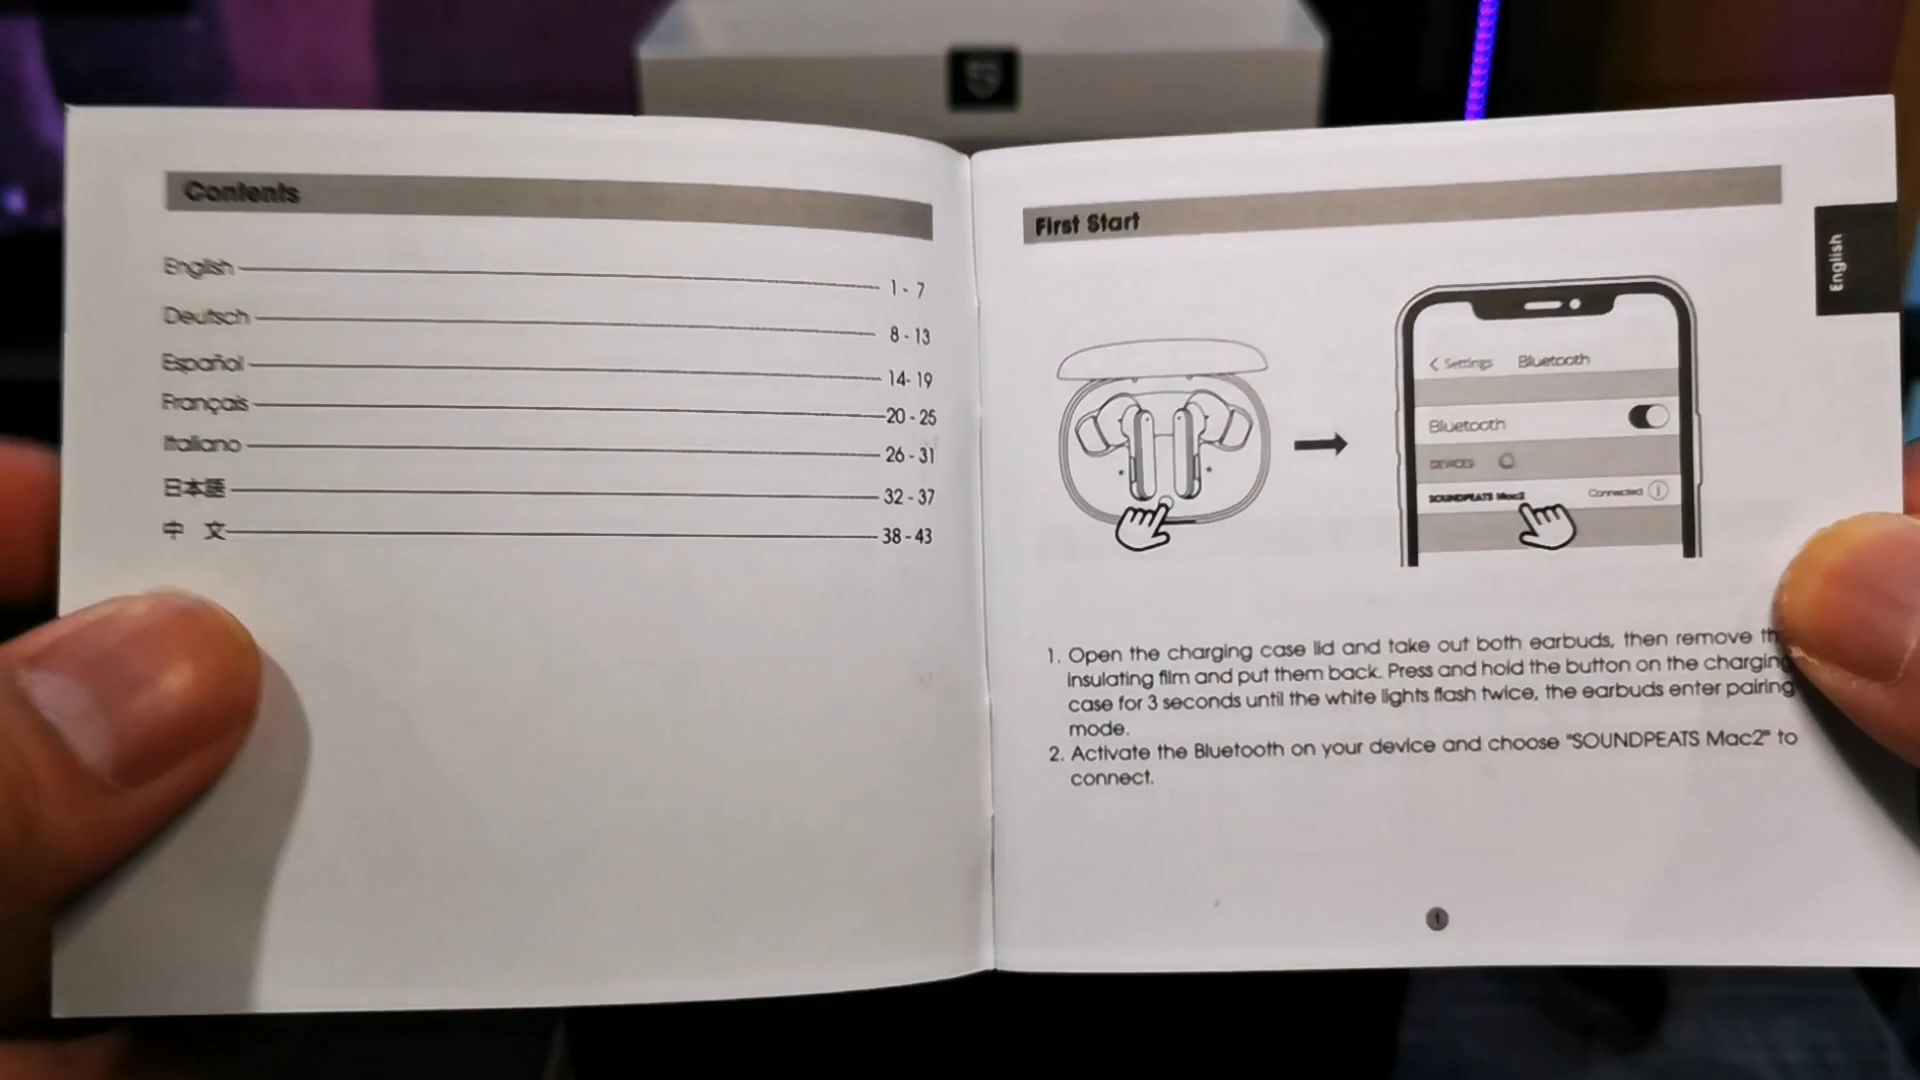 Contents
English 1 - 7
Deutsch 8 - 13
Español 14- 19
Français 20 - 25
Italiano 26 - 31
日本語 32 - 37
中 文 38 - 43
First Start
English
Settings Bluetooth
Bluetooth
DEVICES
SOUNDPEATS Mac2 Connected i
1. Open the charging case lid and take out both earbuds, then remove
insulating film and put them back. Press and hold the button on the charging
case for 3 seconds until the white lights flash twice, the earbuds enter pairing
mode.
2. Activate the Bluetooth on your device and choose "SOUNDPEATS Mac2" to
connect.
1